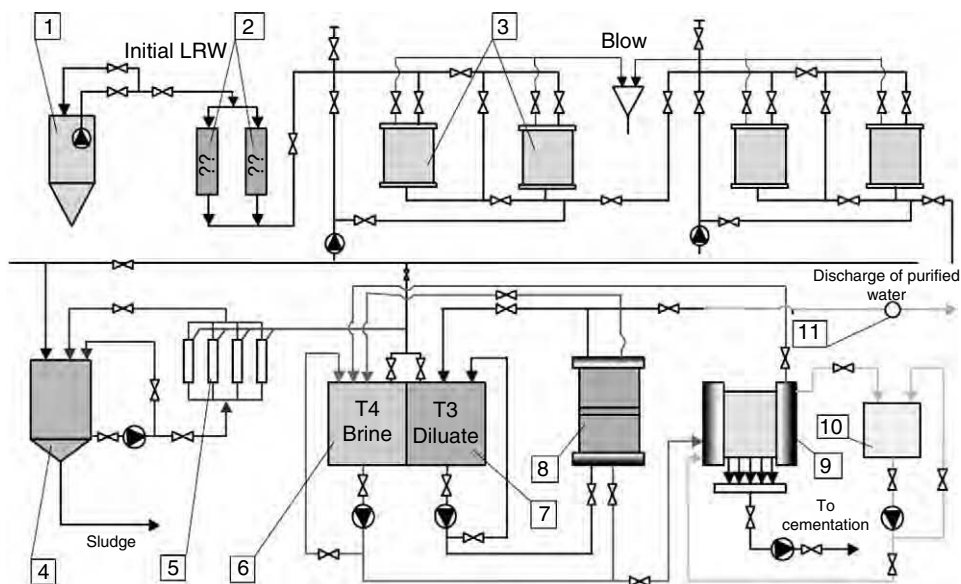 1
Initial LRW
2
3
Blow
??
??
Discharge of purified
water
11
T4
Brine
T3
Diluate
4
Sludge
5
6
7
8
9
10
To
cementation